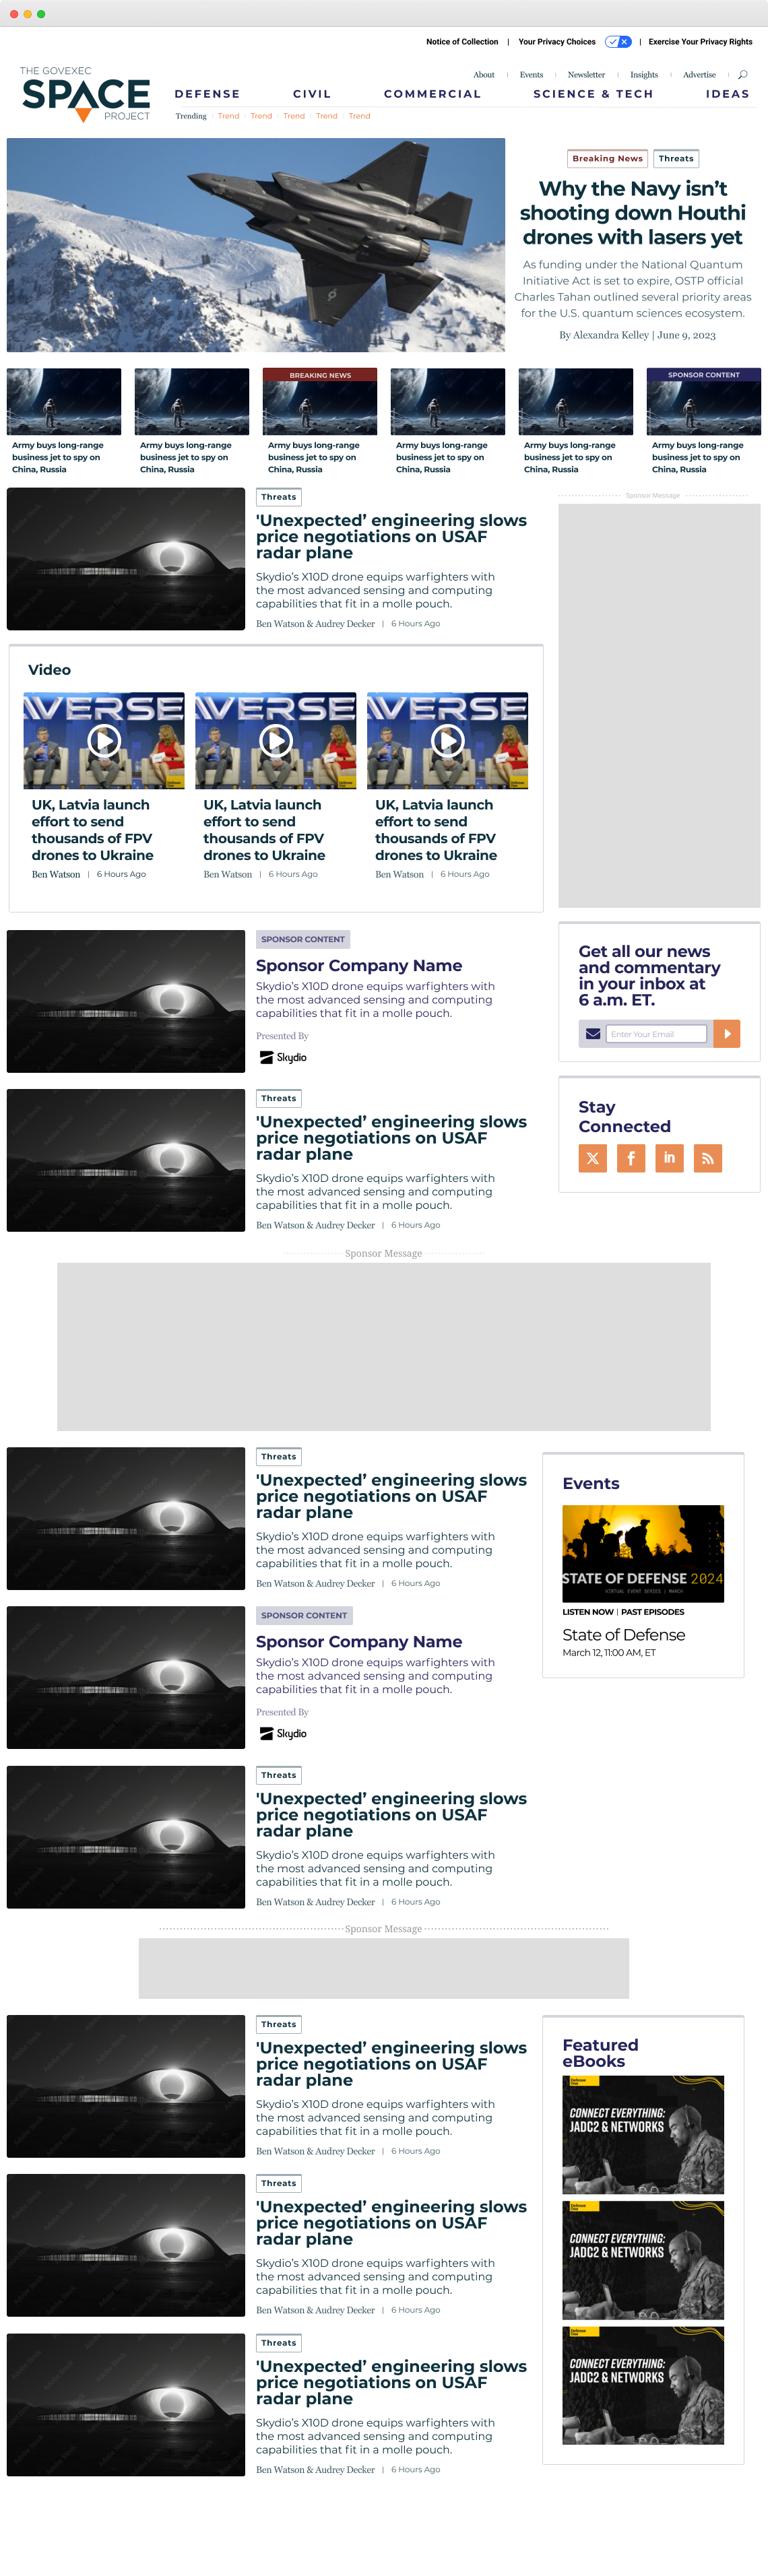 Notice of Collection | Your Privacy Choices | Exercise Your Privacy Rights
THE GOVEXEC
SPACE
PROJECT
About | Events | Newsletter | Insights | Advertise |
DEFENSE CIVIL COMMERCIAL SCIENCE & TECH IDEAS
Trending Trend Trend Trend Trend Trend
Breaking News Threats
Why the Navy isn’t
shooting down Houthi
drones with lasers yet
As funding under the National Quantum
Initiative Act is set to expire, OSTP official
Charles Tahan outlined several priority areas
for the U.S. quantum sciences ecosystem.
By Alexandra Kelley | June 9, 2023
Army buys long-range
business jet to spy on
China, Russia
Army buys long-range
business jet to spy on
China, Russia
BREAKING NEWS
Army buys long-range
business jet to spy on
China, Russia
Army buys long-range
business jet to spy on
China, Russia
Army buys long-range
business jet to spy on
China, Russia
SPONSOR CONTENT
Army buys long-range
business jet to spy on
China, Russia
Threats
'Unexpected’ engineering slows
price negotiations on USAF
radar plane
Skydio’s X10D drone equips warfighters with
the most advanced sensing and computing
capabilities that fit in a molle pouch.
Ben Watson & Audrey Decker | 6 Hours Ago
Sponsor Message
Video
VERSE
UK, Latvia launch
effort to send
thousands of FPV
drones to Ukraine
Ben Watson | 6 Hours Ago
VERSE
UK, Latvia launch
effort to send
thousands of FPV
drones to Ukraine
Ben Watson | 6 Hours Ago
VERSE
UK, Latvia launch
effort to send
thousands of FPV
drones to Ukraine
Ben Watson | 6 Hours Ago
SPONSOR CONTENT
Sponsor Company Name
Skydio’s X10D drone equips warfighters with
the most advanced sensing and computing
capabilities that fit in a molle pouch.
Presented By
Skydio
Get all our news
and commentary
in your inbox at
6 a.m. ET.
Enter Your Email
Threats
'Unexpected’ engineering slows
price negotiations on USAF
radar plane
Skydio’s X10D drone equips warfighters with
the most advanced sensing and computing
capabilities that fit in a molle pouch.
Ben Watson & Audrey Decker | 6 Hours Ago
Stay
Connected
Sponsor Message
Threats
'Unexpected’ engineering slows
price negotiations on USAF
radar plane
Skydio’s X10D drone equips warfighters with
the most advanced sensing and computing
capabilities that fit in a molle pouch.
Ben Watson & Audrey Decker | 6 Hours Ago
Events
STATE OF DEFENSE 2024
VIRTUAL EVENT SERIES | MARCH
LISTEN NOW | PAST EPISODES
State of Defense
March 12, 11:00 AM, ET
SPONSOR CONTENT
Sponsor Company Name
Skydio’s X10D drone equips warfighters with
the most advanced sensing and computing
capabilities that fit in a molle pouch.
Presented By
Skydio
Threats
'Unexpected’ engineering slows
price negotiations on USAF
radar plane
Skydio’s X10D drone equips warfighters with
the most advanced sensing and computing
capabilities that fit in a molle pouch.
Ben Watson & Audrey Decker | 6 Hours Ago
Sponsor Message
Threats
'Unexpected’ engineering slows
price negotiations on USAF
radar plane
Skydio’s X10D drone equips warfighters with
the most advanced sensing and computing
capabilities that fit in a molle pouch.
Ben Watson & Audrey Decker | 6 Hours Ago
Threats
'Unexpected’ engineering slows
price negotiations on USAF
radar plane
Skydio’s X10D drone equips warfighters with
the most advanced sensing and computing
capabilities that fit in a molle pouch.
Ben Watson & Audrey Decker | 6 Hours Ago
Threats
'Unexpected’ engineering slows
price negotiations on USAF
radar plane
Skydio’s X10D drone equips warfighters with
the most advanced sensing and computing
capabilities that fit in a molle pouch.
Ben Watson & Audrey Decker | 6 Hours Ago
Featured
eBooks
Defense
One
CONNECT EVERYTHING:
JADC2 & NETWORKS
Defense
One
CONNECT EVERYTHING:
JADC2 & NETWORKS
Defense
One
CONNECT EVERYTHING:
JADC2 & NETWORKS